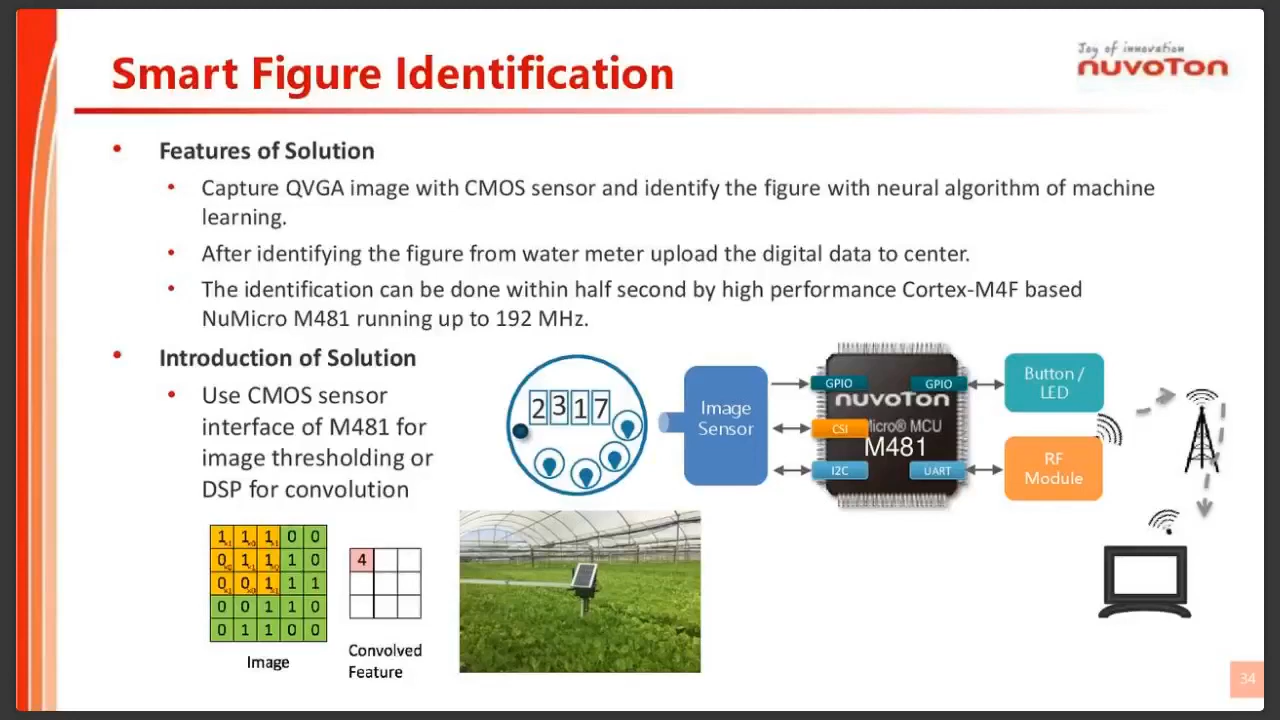 Smart Figure Identification
Joy of innovation
nuvoTon
Features of Solution
Capture QVGA image with CMOS sensor and identify the figure with neural algorithm of machine
learning.
After identifying the figure from water meter upload the digital data to center.
The identification can be done within half second by high performance Cortex-M4F based
NuMicro M481 running up to 192 MHz.
Introduction of Solution
Use CMOS sensor
interface of M481 for
image thresholding or
DSP for convolution
2317
Image
Sensor
GPIO
CSI
I2C
GPIO
UART
nuvoTon
Micro® MCU
M481
Button /
LED
RF
Module
1 1 1 0 0
0 1 1 1 0
0 0 1 1 1
0 0 1 1 0
0 1 1 0 0
Image
4
Convolved
Feature
34